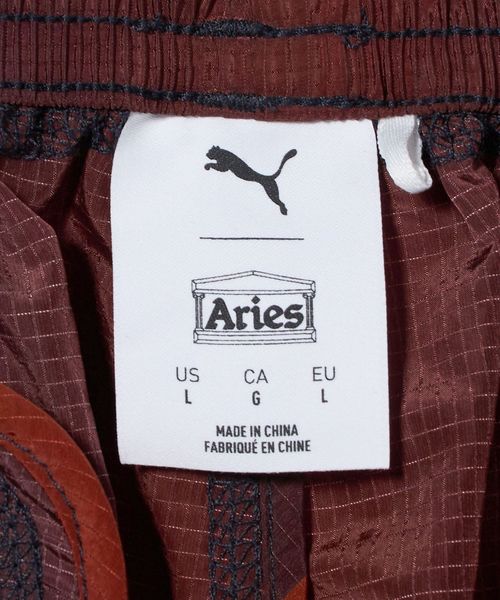 Aries
US CA EU
L G L
MADE IN CHINA
FABRIQUÉ EN CHINE